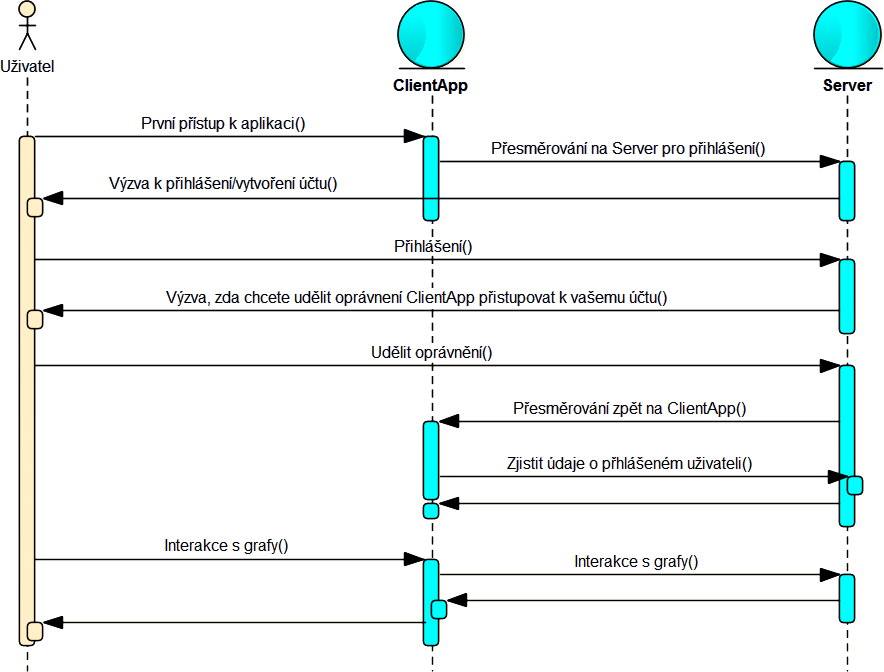 Uživatel
ClientApp
Server
První přístup k aplikaci()
Přesměrování na Server pro přihlášení()
Výzva k přihlášení/vytvoření účtu()
Přihlášení()
Výzva, zda chcete udělit oprávnení ClientApp přistupovat k vašemu účtu()
Udělit oprávnění()
Přesměrování zpět na ClientApp()
Zjistit údaje o přhlášeném uživateli()
Interakce s grafy()
Interakce s grafy()